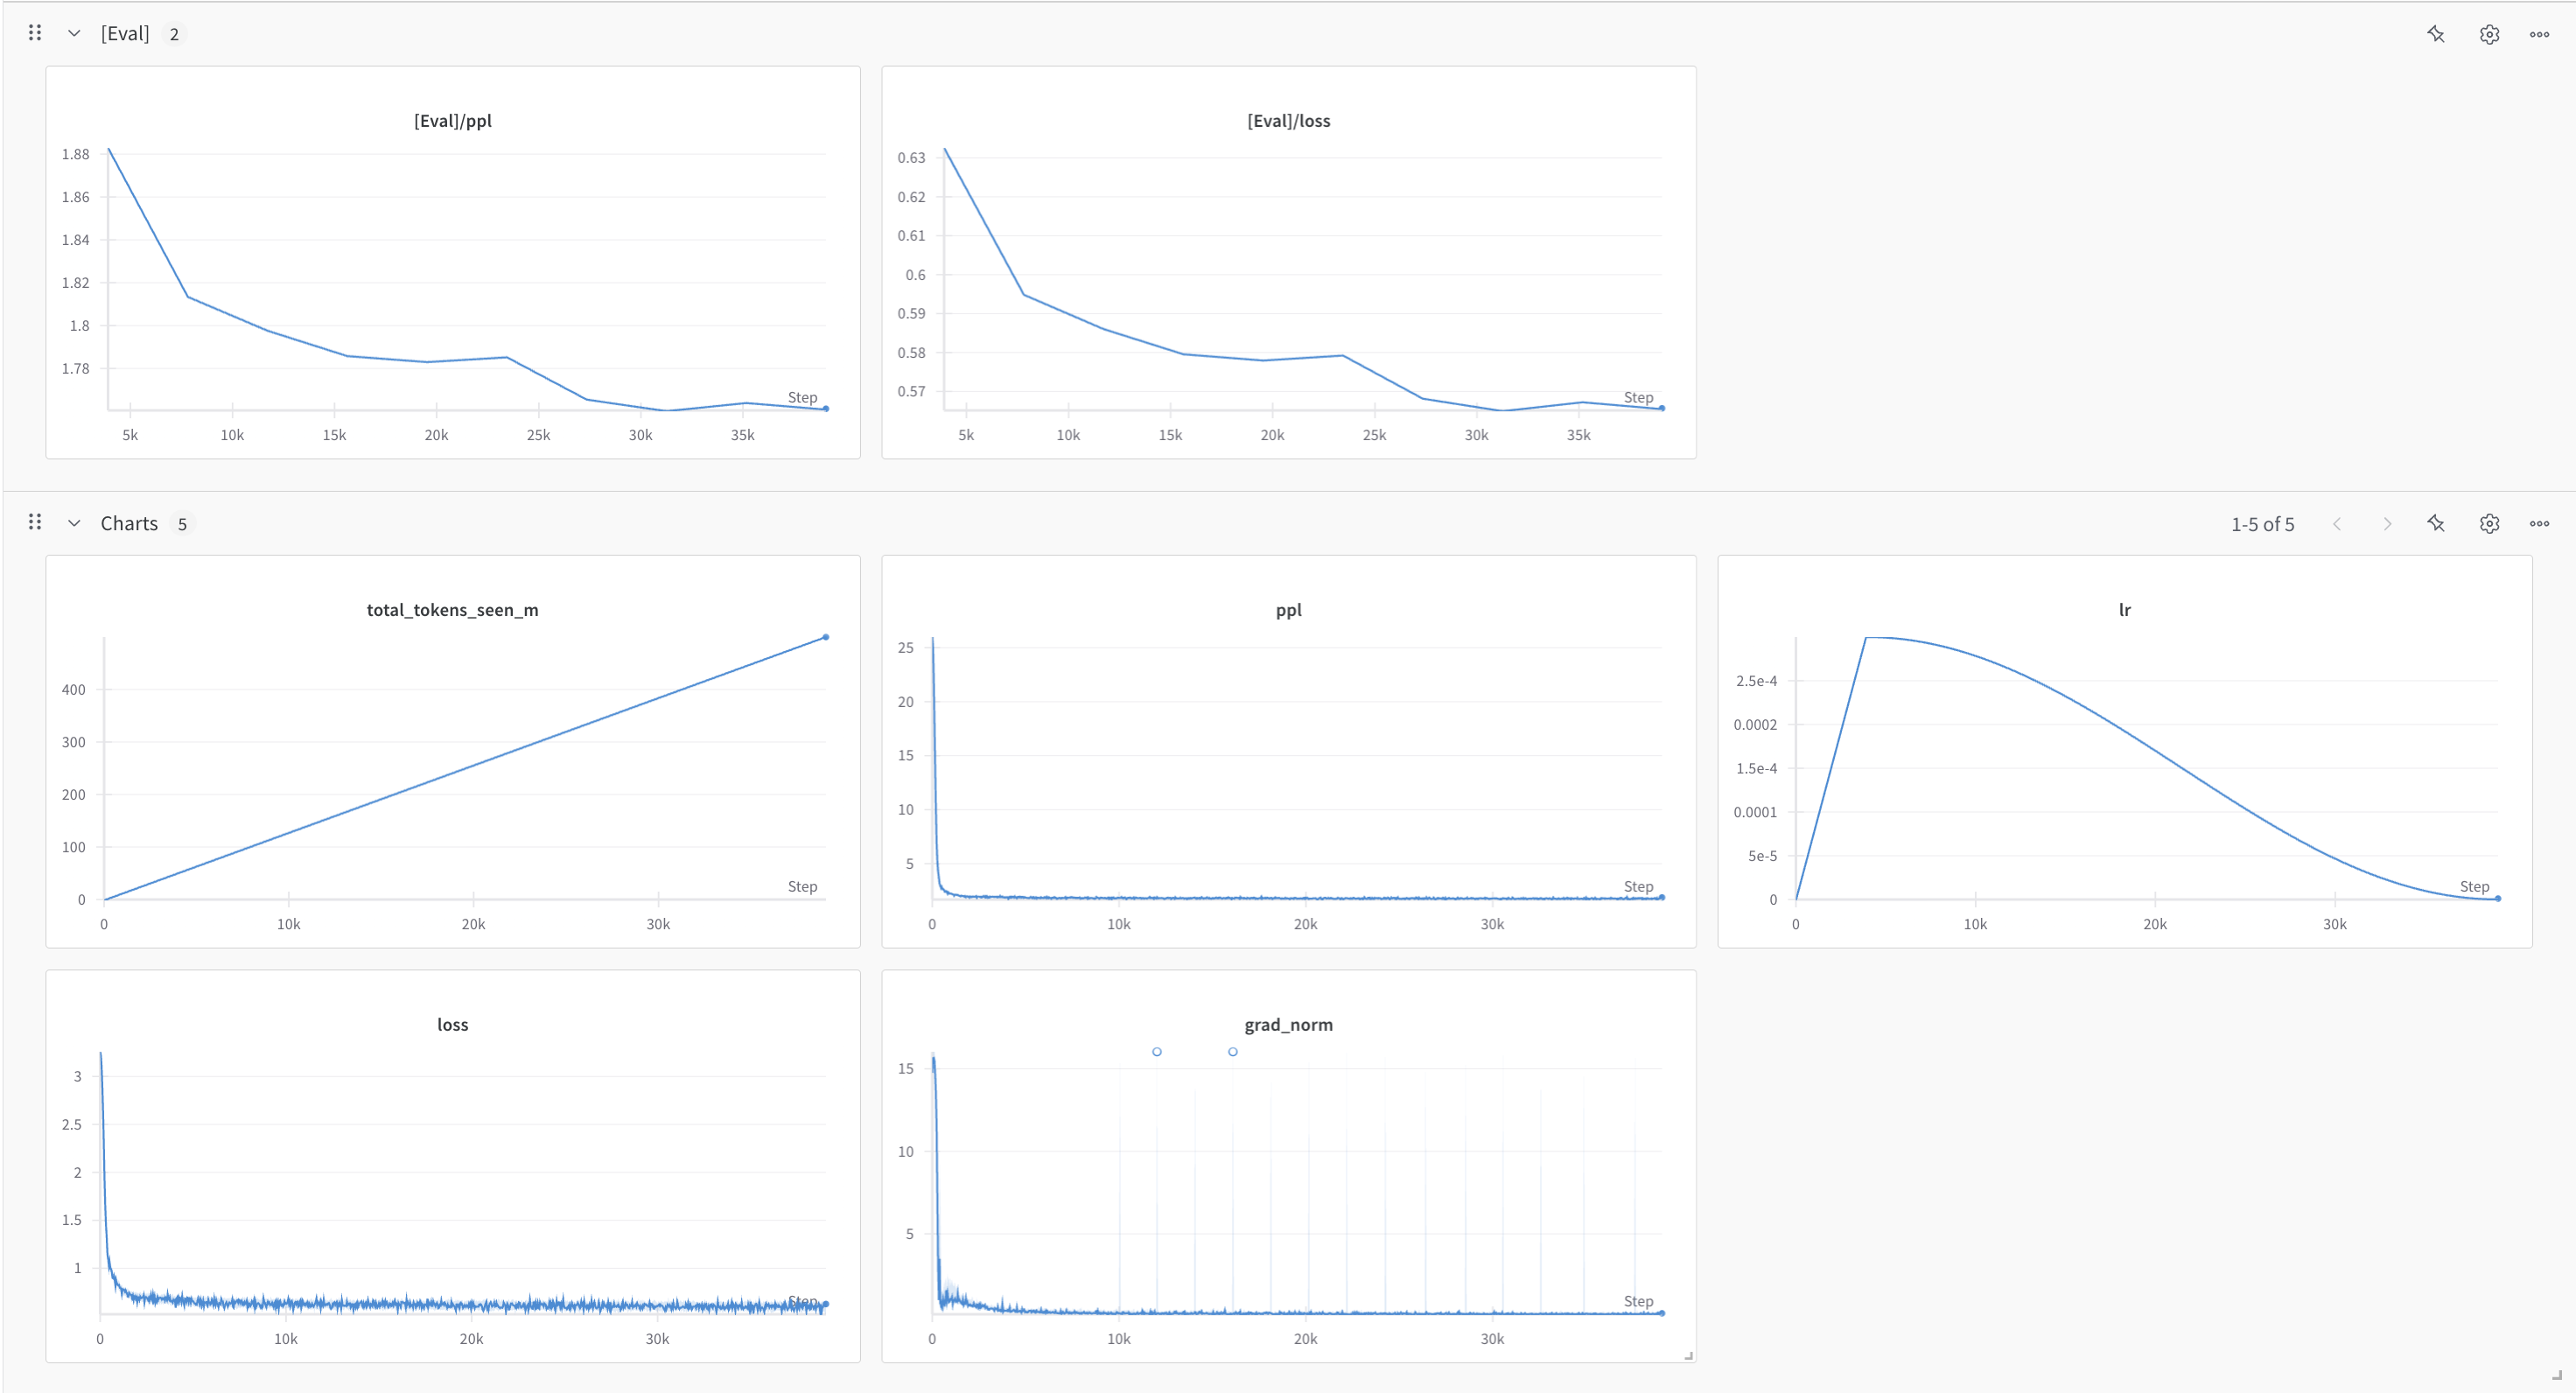 [Eval] 2
[Eval]/ppl
1.88
1.86
1.84
1.82
1.8
1.78
Step
5k 10k 15k 20k 25k 30k 35k
[Eval]/loss
0.63
0.62
0.61
0.6
0.59
0.58
0.57
Step
5k 10k 15k 20k 25k 30k 35k
Charts 5
1-5 of 5
total_tokens_seen_m
400
300
200
100
0
Step
0 10k 20k 30k
ppl
25
20
15
10
5
Step
0 10k 20k 30k
lr
2.5e-4
0.0002
1.5e-4
0.0001
5e-5
0
Step
0 10k 20k 30k
loss
3
2.5
2
1.5
1
Step
0 10k 20k 30k
grad_norm
15
10
5
Step
0 10k 20k 30k